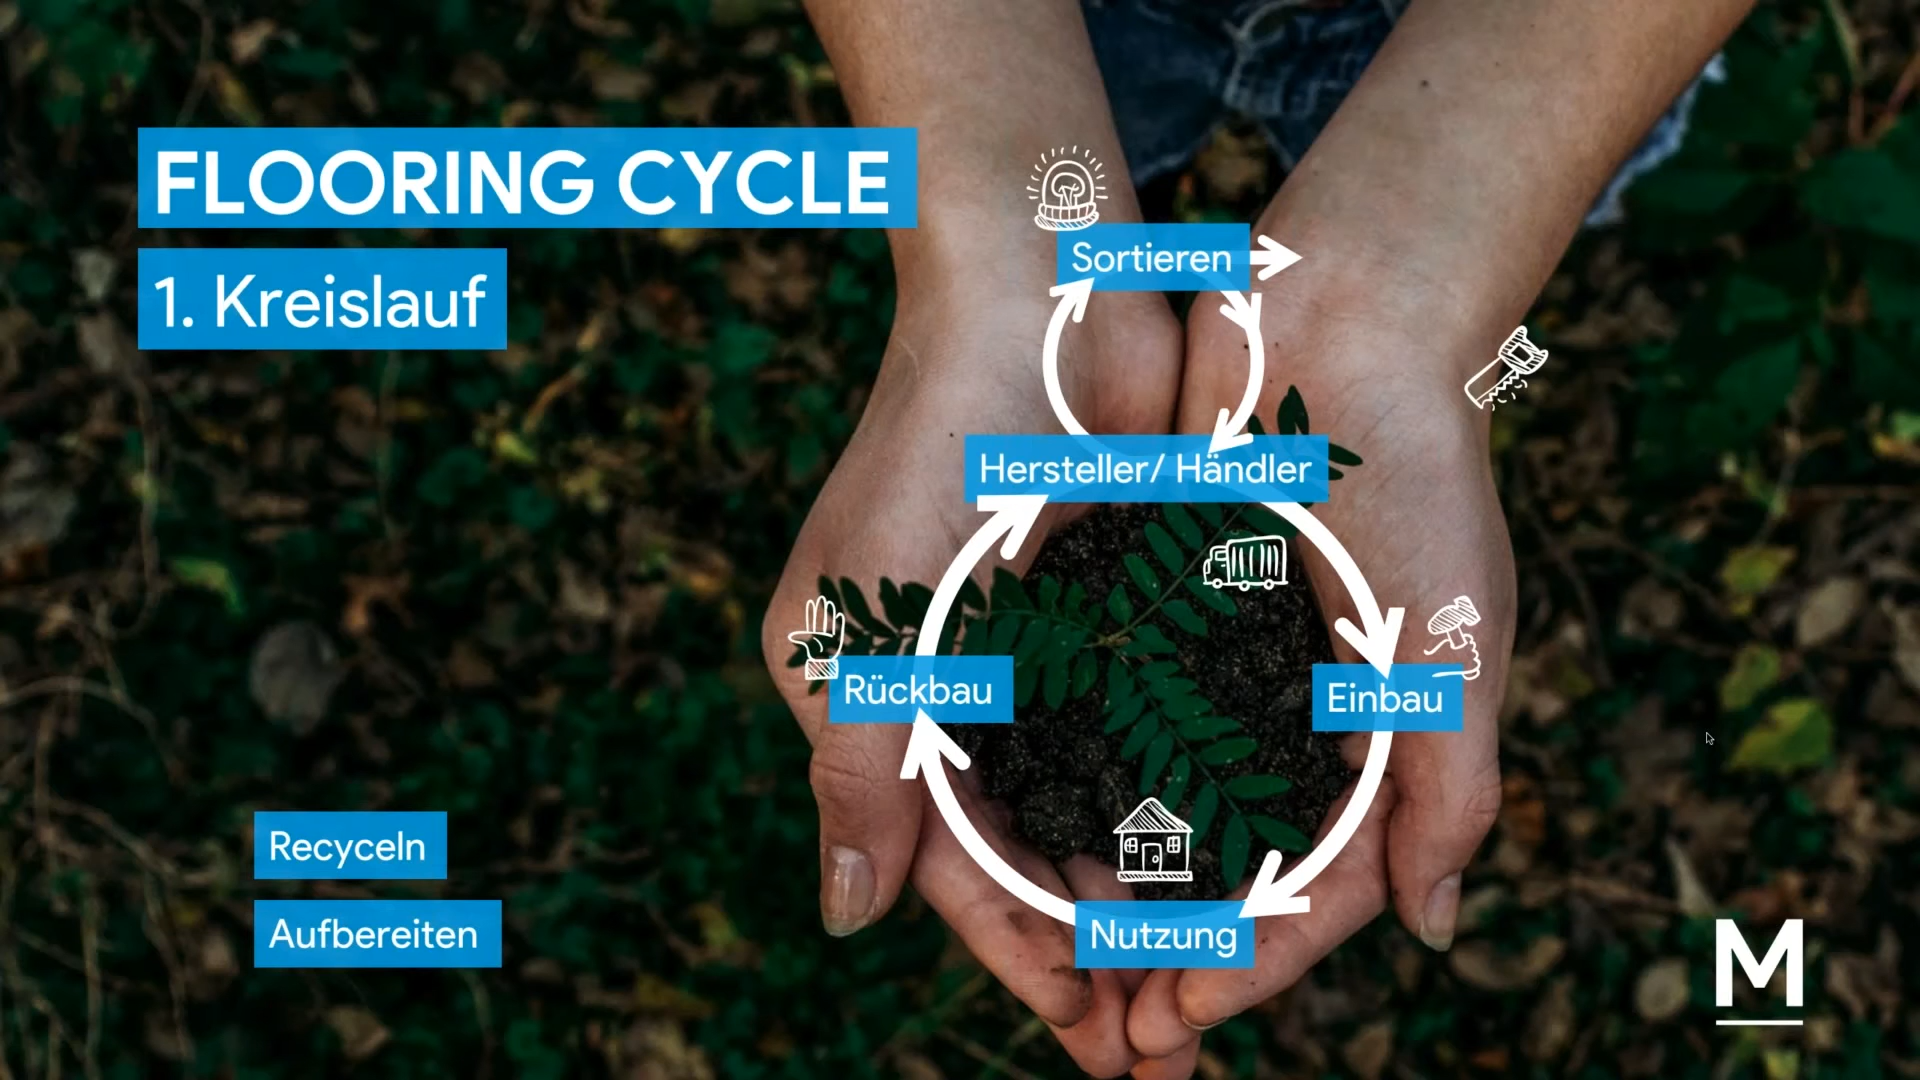 FLOORING CYCLE
1. Kreislauf
Sortieren
Hersteller/ Händler
Rückbau
Einbau
Nutzung
Recyceln
Aufbereiten
M